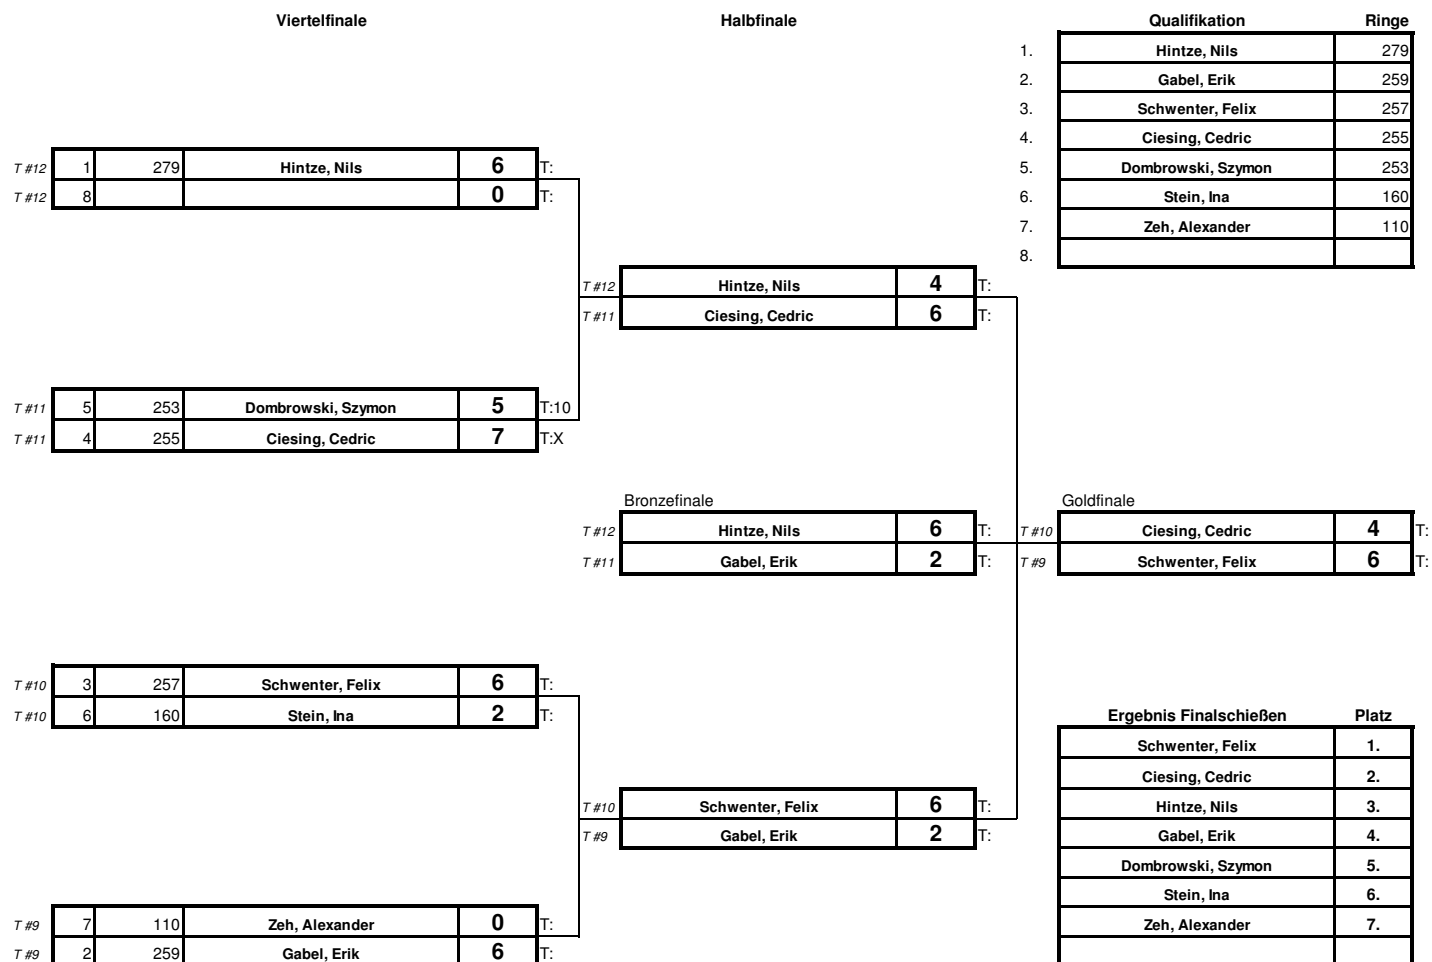 Viertelfinale Halbfinale Qualifikation Ringe
1. Hintze, Nils 279
2. Gabel, Erik 259
3. Schwenter, Felix 257
4. Ciesing, Cedric 255
T #12 1 279 Hintze, Nils 6 T: 5. Dombrowski, Szymon 253
T #12 8 0 T: 6. Stein, Ina 160
7. Zeh, Alexander 110
8.
T #12 Hintze, Nils 4 T:
T #11 Ciesing, Cedric 6 T:
T #11 5 253 Dombrowski, Szymon 5 T:10
T #11 4 255 Ciesing, Cedric 7 T:X
Bronzefinale Goldfinale
T #12 Hintze, Nils 6 T: T #10 Ciesing, Cedric 4 T:
T #11 Gabel, Erik 2 T: T #9 Schwenter, Felix 6 T:
T #10 3 257 Schwenter, Felix 6 T:
T #10 6 160 Stein, Ina 2 T: Ergebnis Finalschießen Platz
Schwenter, Felix 1.
Ciesing, Cedric 2.
T #10 Schwenter, Felix 6 T: Hintze, Nils 3.
T #9 Gabel, Erik 2 T: Gabel, Erik 4.
Dombrowski, Szymon 5.
Stein, Ina 6.
T #9 7 110 Zeh, Alexander 0 T: Zeh, Alexander 7.
T #9 2 259 Gabel, Erik 6 T: